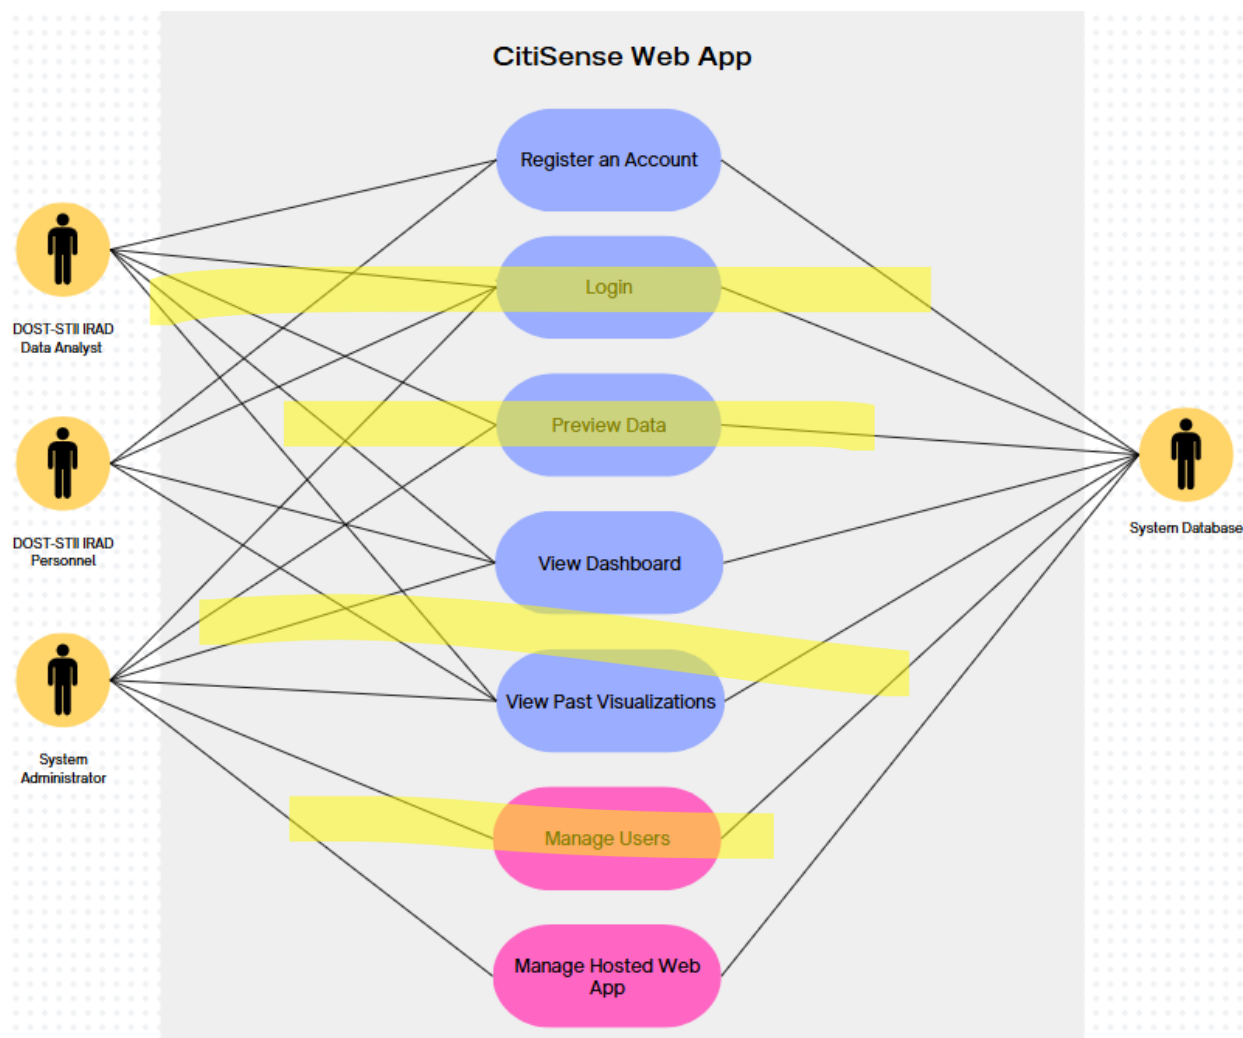 CitiSense Web App
Register an Account
Login
DOST-STII IRAD
Data Analyst
Preview Data
System Database
DOST-STII IRAD
Personnel
View Dashboard
View Past Visualizations
System
Administrator
Manage Users
Manage Hosted Web
App